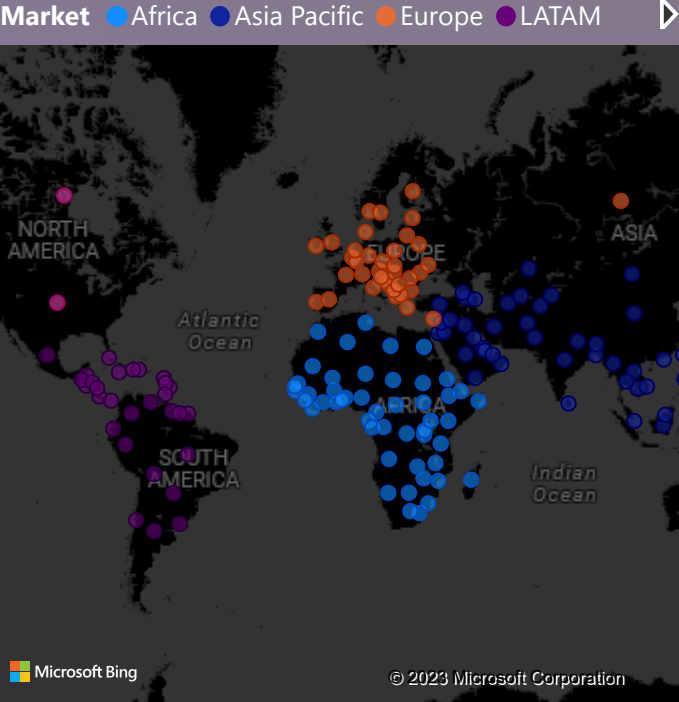 Market Africa Asia Pacific Europe LATAM
NORTH
AMERICA
EUROPE
ASIA
Atlantic
Ocean
AFRICA
SOUTH
AMERICA
Indian
Ocean
Microsoft Bing
© 2023 Microsoft Corporation